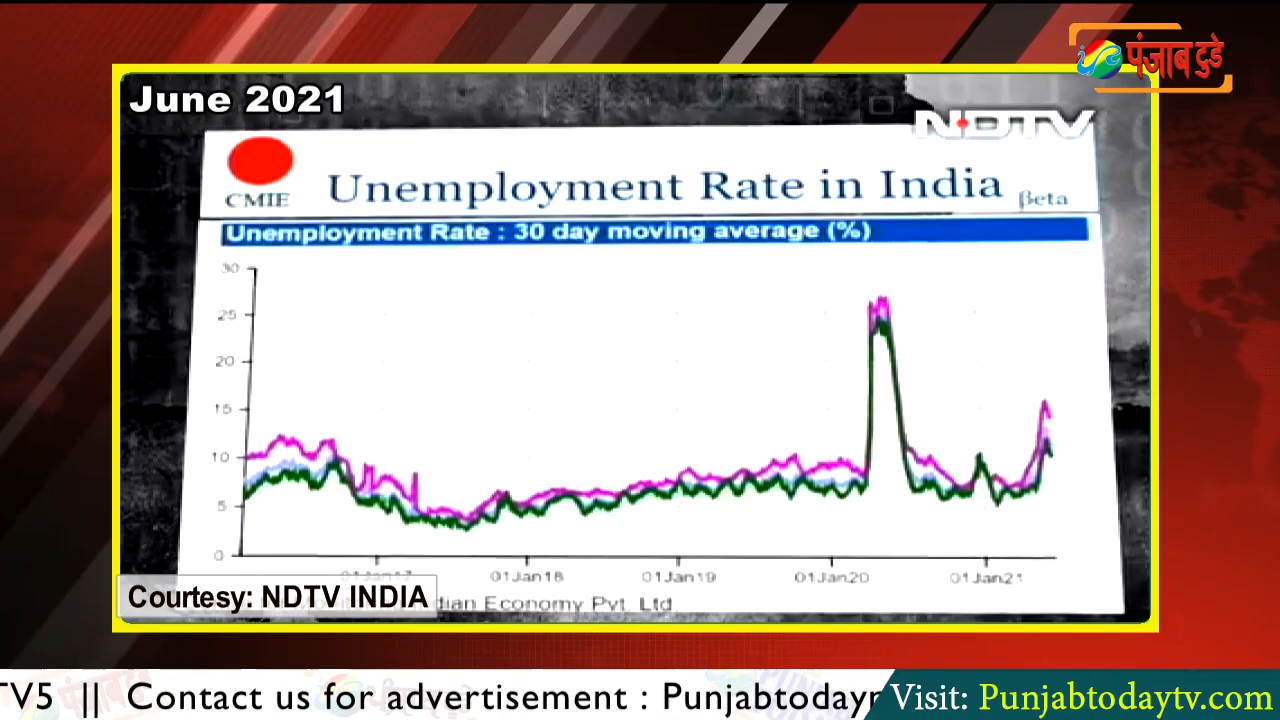 पंजाब टुडे
June 2021
NDTV
CMIE
Unemployment Rate in India βeta
Unemployment Rate : 30 day moving average (%)
30
25
20
15
10
5
0
01Jan17 01Jan18 01Jan19 01Jan20 01Jan21
Courtesy: NDTV INDIA
dian Economy Pvt. Ltd
TV5 || Contact us for advertisement : Punjabtodayr
Visit: Punjabtodaytv.com